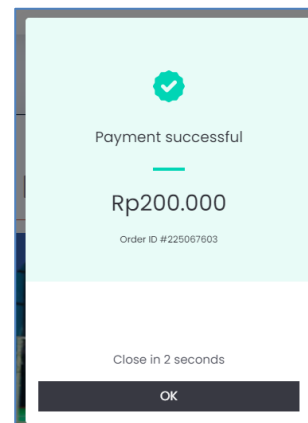 Payment successful
Rp200.000
Order ID #225067603
Close in 2 seconds
OK